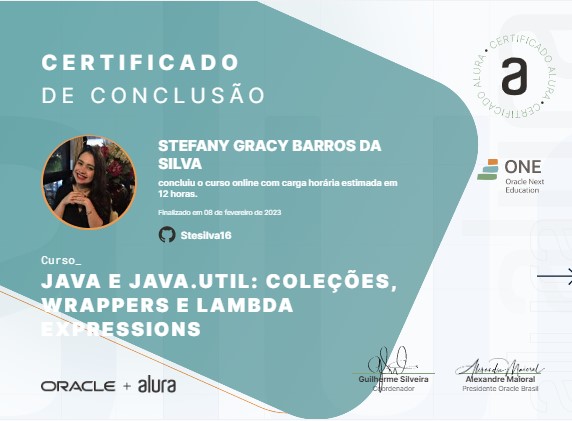 CERTIFICADO
DE CONCLUSÃO
CERTIFICADO ALURA • CERTIFICADO ALURA •
a
STEFANY GRACY BARROS DA
SILVA
concluiu o curso online com carga horária estimada em
12 horas.
Finalizado em 08 de fevereiro de 2023
Stesilva16
ONE
Oracle Next
Education
Curso_
JAVA E JAVA.UTIL: COLEÇÕES,
WRAPPERS E LAMBDA
EXPRESSIONS
ORACLE + alura
Guilherme Silveira
Coordenador
Alexandre Maioral
Presidente Oracle Brasil